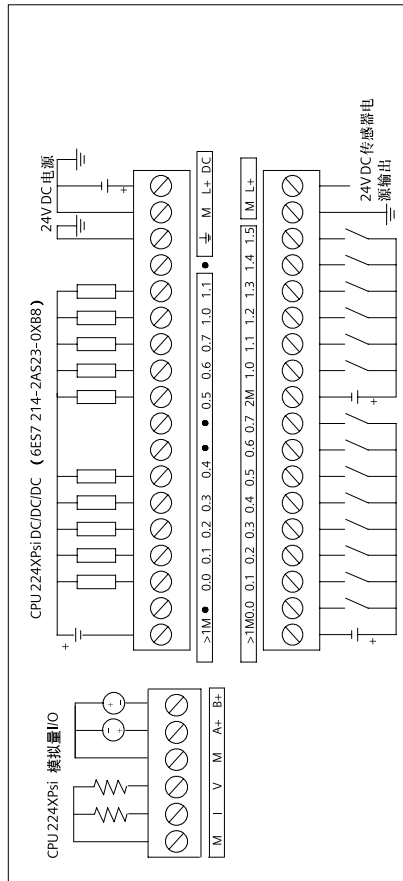 CPU 224XPsi DC/DC/DC （6ES7 214-2AS23-0XB8）
24V DC 电源
+
+
>1M ● 0.0 0.1 0.2 0.3 0.4 ● ● 0.5 0.6 0.7 1.0 1.1 ● ⏚ M L+ DC
>1M 0.0 0.1 0.2 0.3 0.4 0.5 0.6 0.7 2M 1.0 1.1 1.2 1.3 1.4 1.5 M L+
+
+
24VDC 传感器电
源输出
CPU 224XPsi 模拟量I/O
- +
+ -
M I V M A+ B+